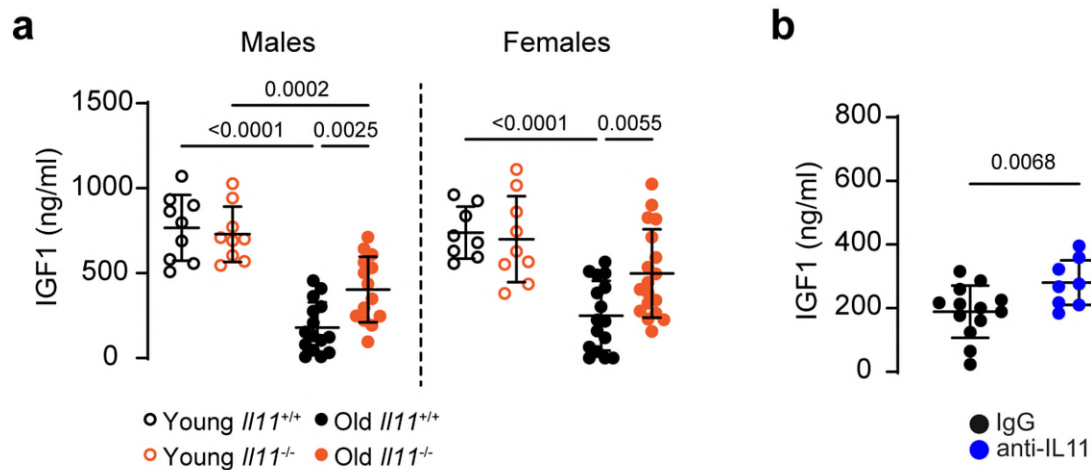 a
Males
Females
IGF1 (ng/ml)
1500
1000
500
0
0.0002
<0.0001
0.0025
<0.0001
0.0055
Young Il11+/+
Old Il11+/+
Young Il11-/-
Old Il11-/-
b
IGF1 (ng/ml)
800
600
400
200
0
0.0068
IgG
anti-IL11